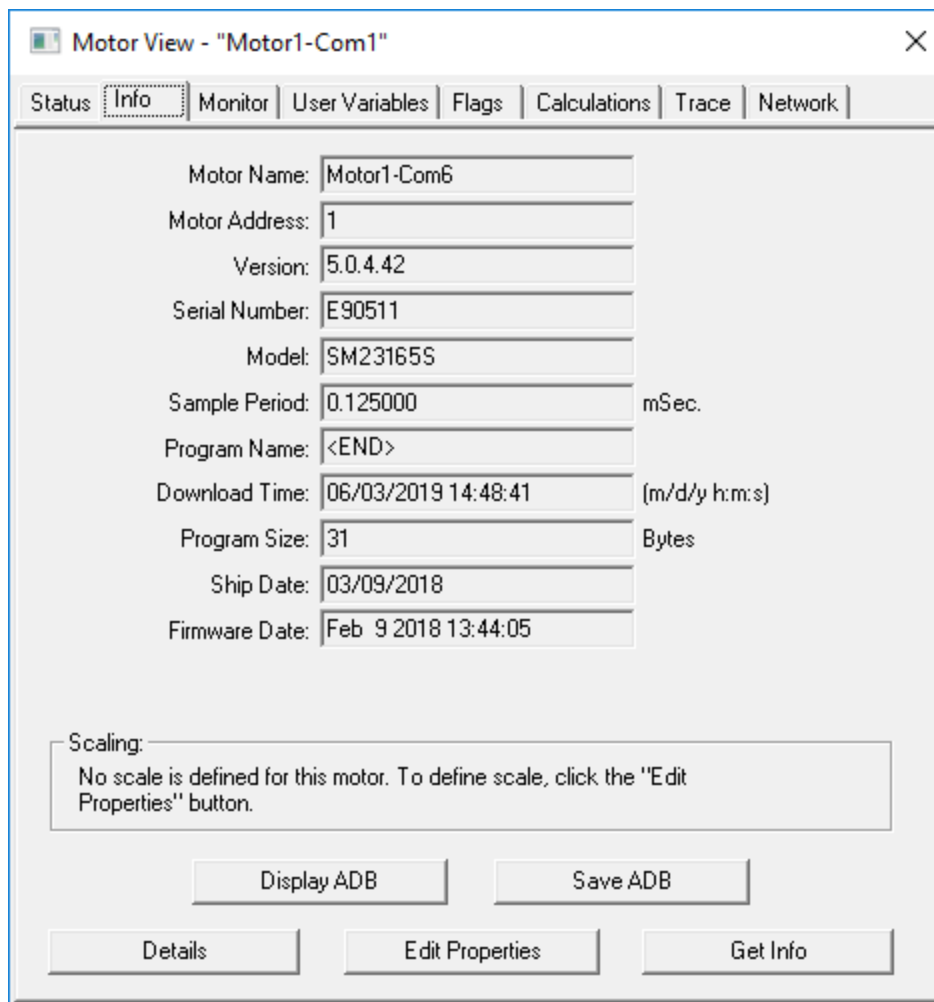 Motor View - "Motor1-Com1"
Status Info Monitor User Variables Flags Calculations Trace Network
Motor Name: Motor1-Com6
Motor Address: 1
Version: 5.0.4.42
Serial Number: E90511
Model: SM23165S
Sample Period: 0.125000 mSec.
Program Name: <END>
Download Time: 06/03/2019 14:48:41 (m/d/y h:m:s)
Program Size: 31 Bytes
Ship Date: 03/09/2018
Firmware Date: Feb  9 2018 13:44:05
Scaling:
No scale is defined for this motor. To define scale, click the "Edit
Properties" button.
Display ADB Save ADB
Details Edit Properties Get Info